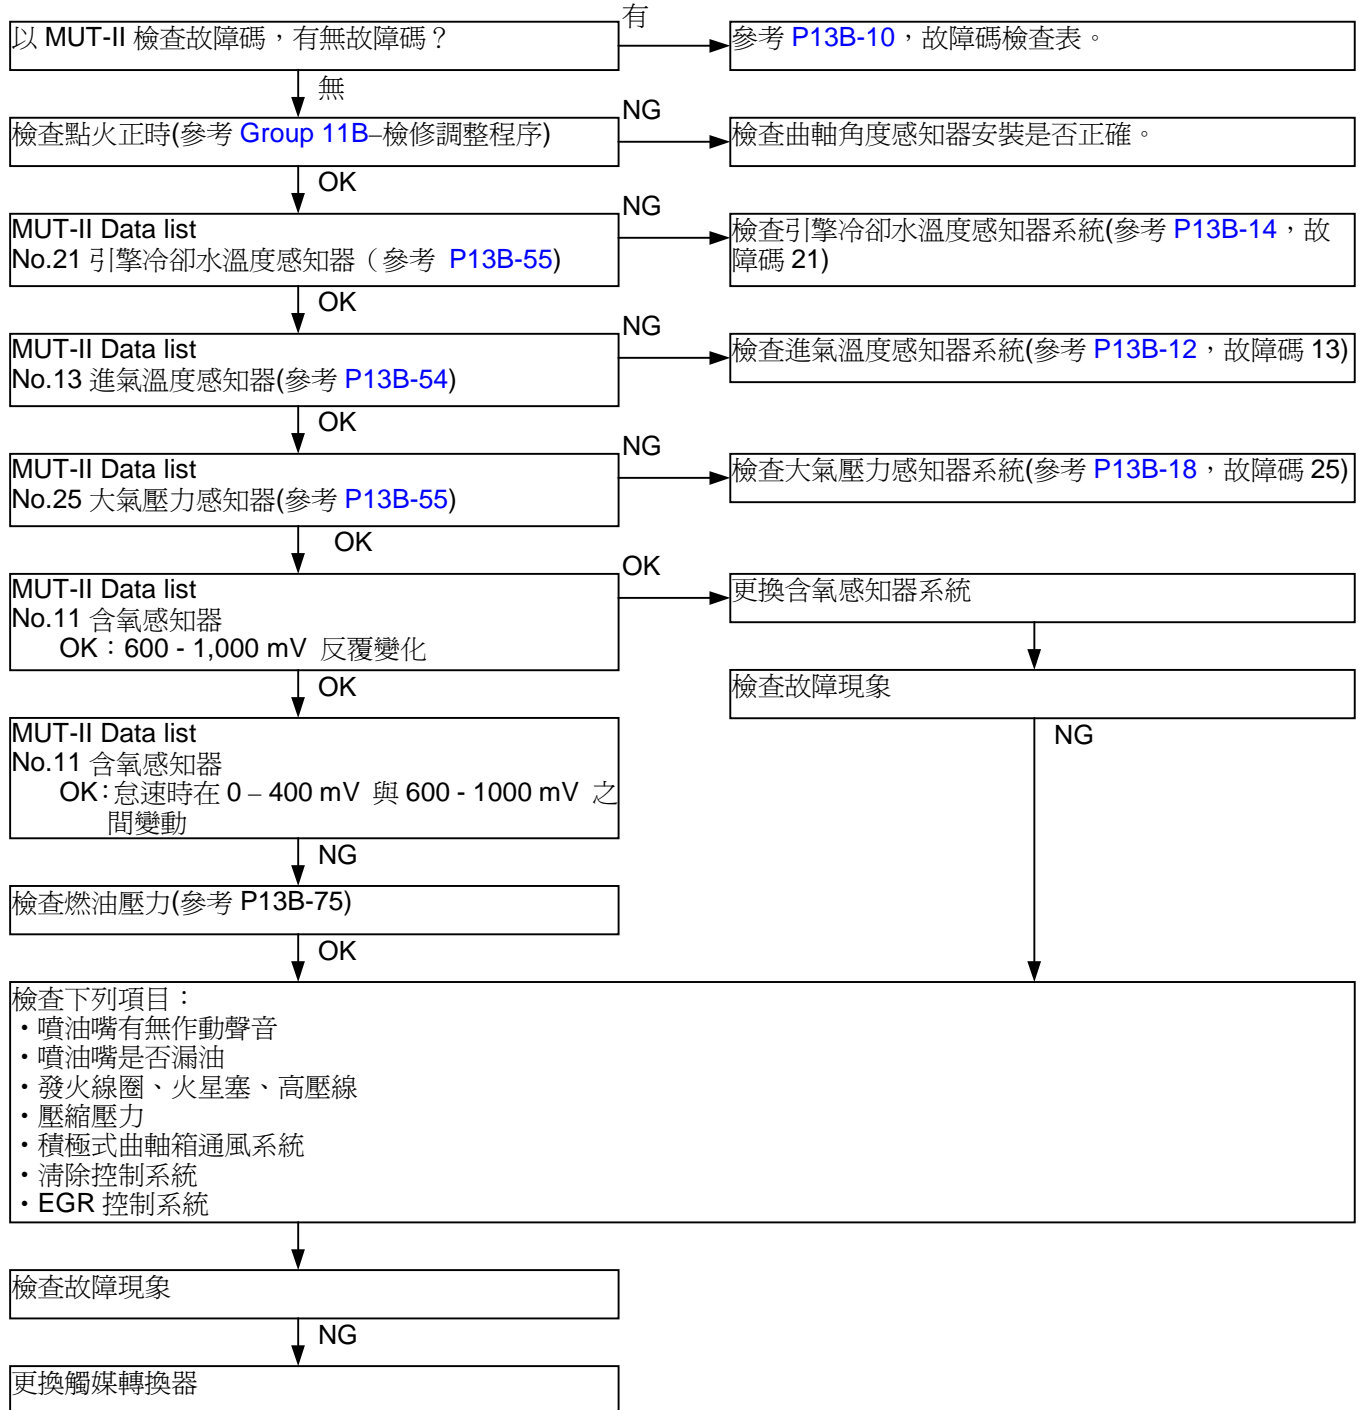 有
以 MUT-II 檢查故障碼，有無故障碼？
參考 P13B-10，故障碼檢查表。
無
NG
檢查點火正時(參考 Group 11B–檢修調整程序)
檢查曲軸角度感知器安裝是否正確。
OK
NG
MUT-II Data list
No.21 引擎冷卻水溫度感知器（參考 P13B-55)
檢查引擎冷卻水溫度感知器系統(參考 P13B-14，故
障碼 21)
OK
NG
MUT-II Data list
No.13 進氣溫度感知器(參考 P13B-54)
檢查進氣溫度感知器系統(參考 P13B-12，故障碼 13)
OK
NG
MUT-II Data list
No.25 大氣壓力感知器(參考 P13B-55)
檢查大氣壓力感知器系統(參考 P13B-18，故障碼 25)
OK
OK
MUT-II Data list
No.11 含氧感知器
OK：600 - 1,000 mV 反覆變化
更換含氧感知器系統
OK
檢查故障現象
MUT-II Data list
No.11 含氧感知器
OK：怠速時在 0 – 400 mV 與 600 - 1000 mV 之
間變動
NG
NG
檢查燃油壓力(參考 P13B-75)
OK
檢查下列項目：
・噴油嘴有無作動聲音
・噴油嘴是否漏油
・發火線圈、火星塞、高壓線
・壓縮壓力
・積極式曲軸箱通風系統
・清除控制系統
・EGR 控制系統
檢查故障現象
NG
更換觸媒轉換器